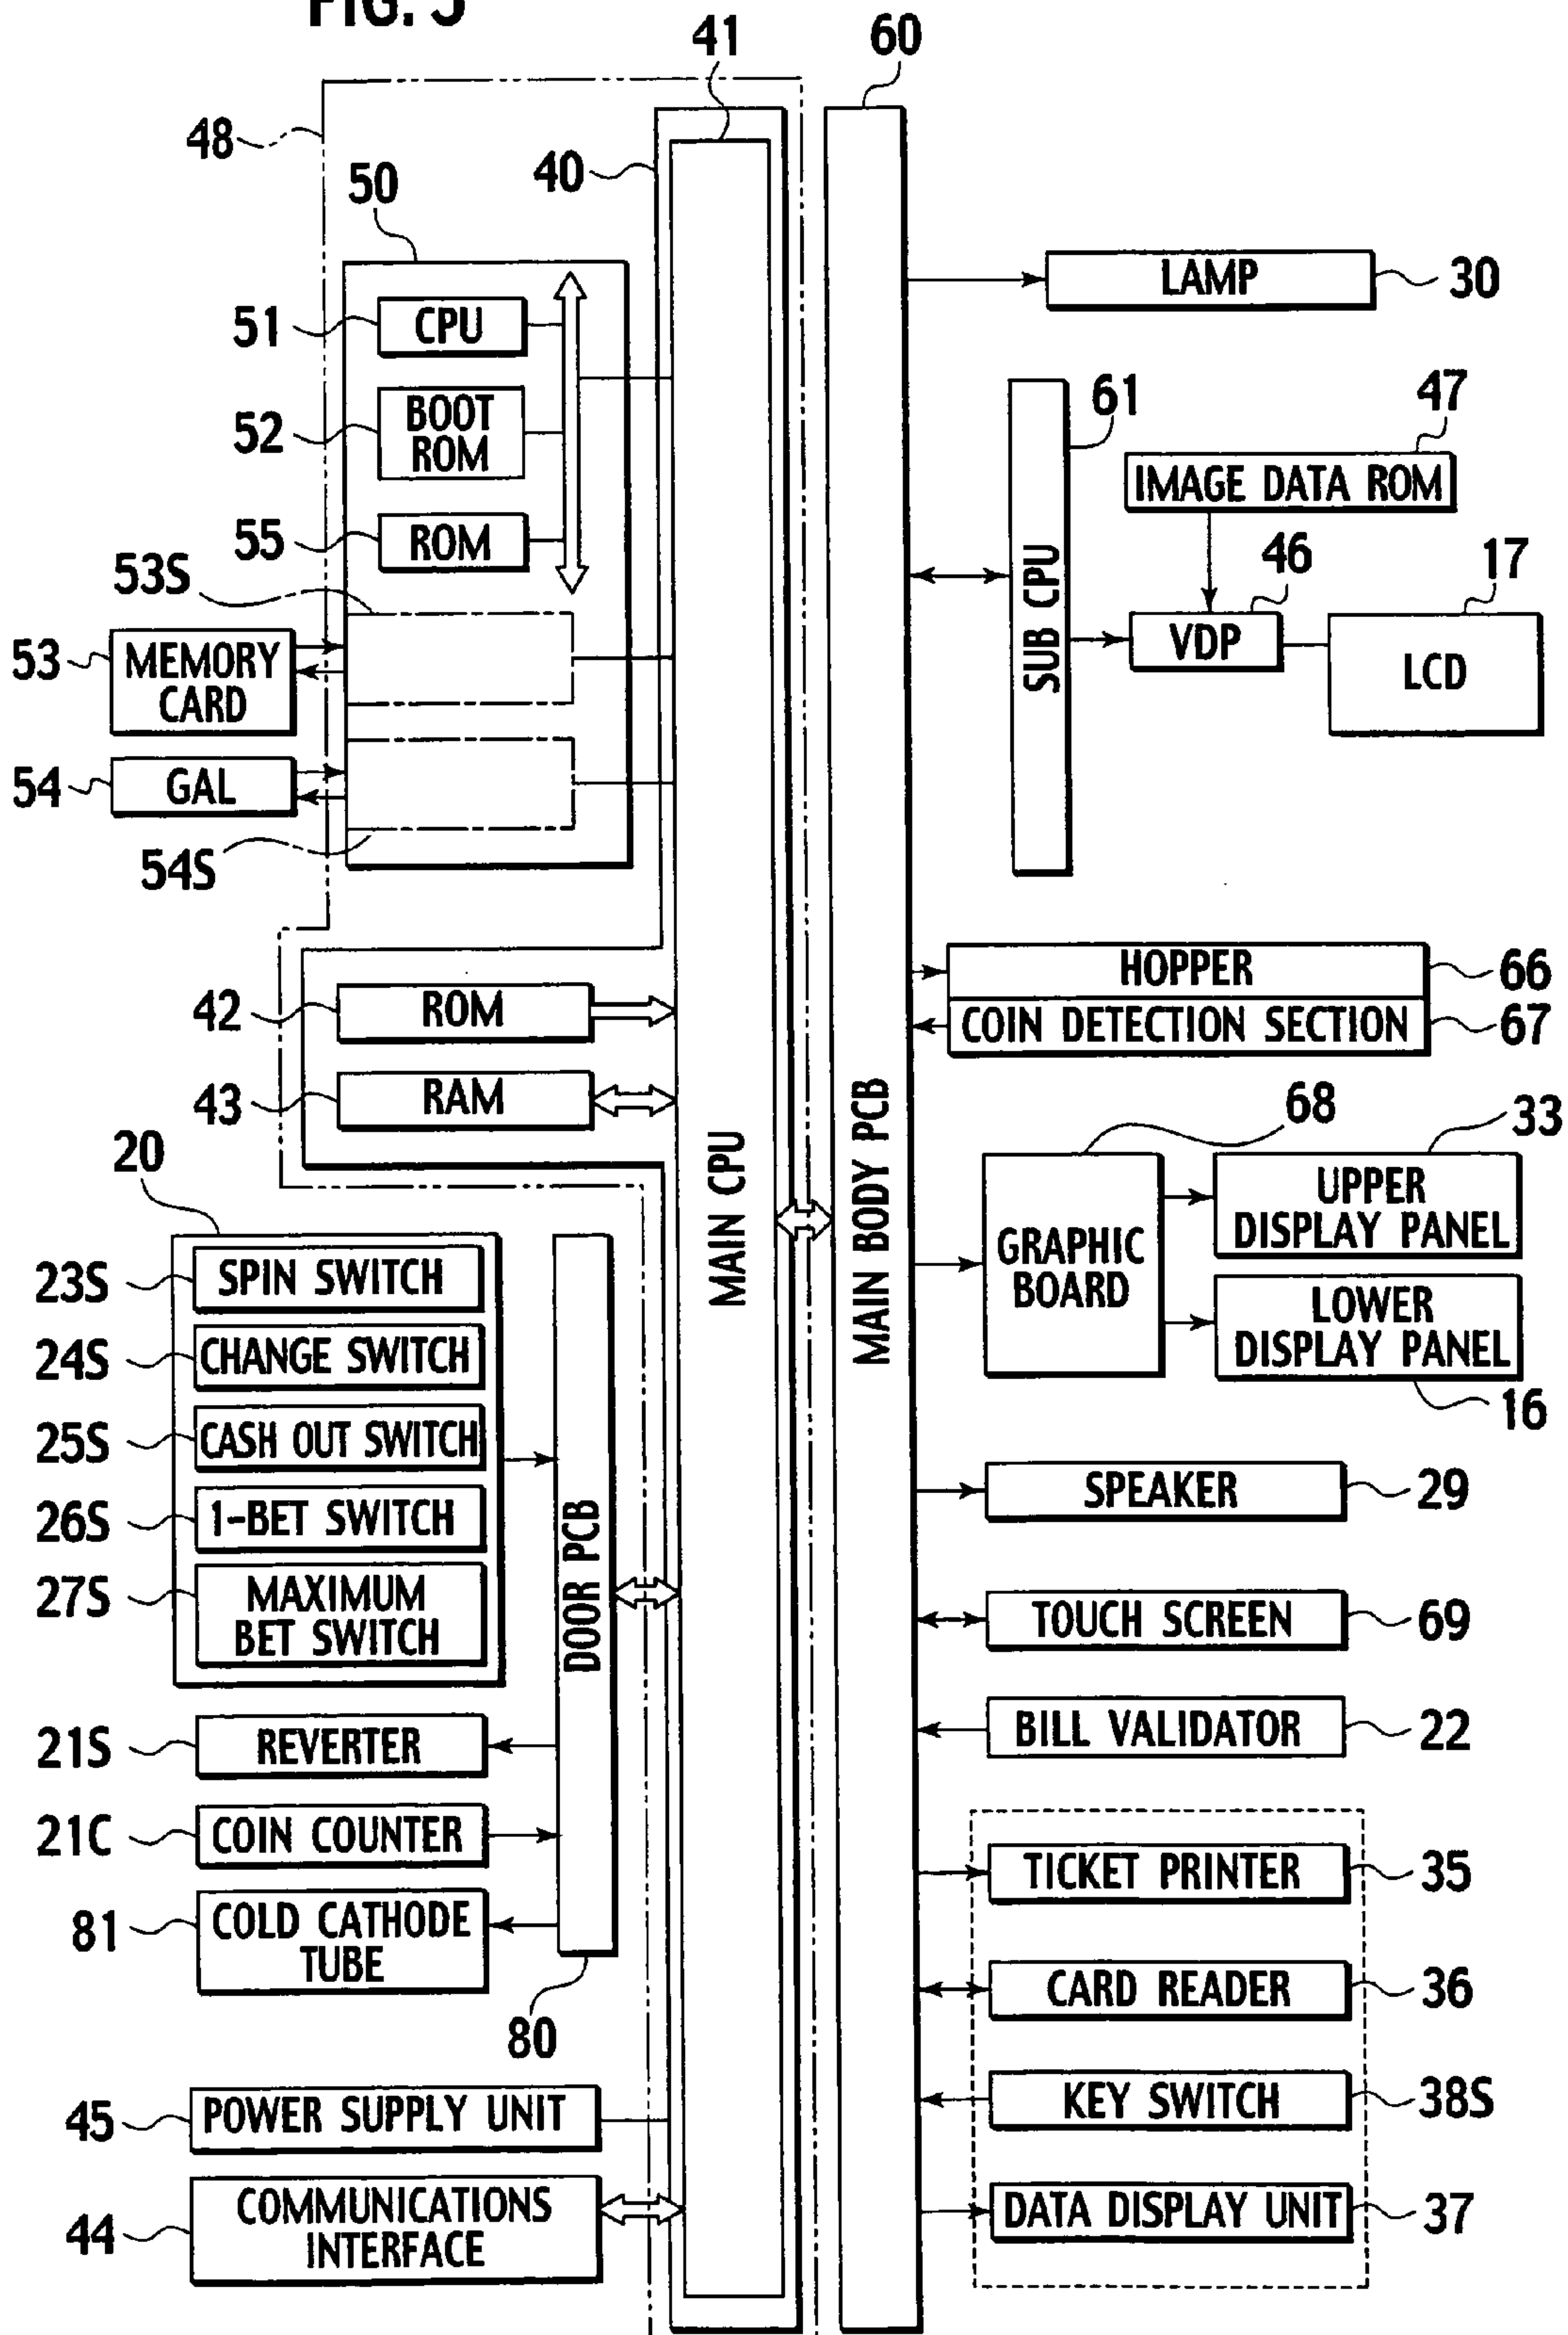 FIG. 5
41
60
48
40
50
LAMP
30
51
CPU
52
BOOT
ROM
55
ROM
53S
53
MEMORY
CARD
54
GAL
54S
61
SUB CPU
47
IMAGE DATA ROM
46
VDP
17
LCD
42
ROM
43
RAM
HOPPER
66
COIN DETECTION SECTION
67
MAIN CPU
MAIN BODY PCB
68
GRAPHIC
BOARD
33
UPPER
DISPLAY PANEL
LOWER
DISPLAY PANEL
16
20
23S
SPIN SWITCH
24S
CHANGE SWITCH
25S
CASH OUT SWITCH
26S
1-BET SWITCH
27S
MAXIMUM
BET SWITCH
DOOR PCB
21S
REVERTER
21C
COIN COUNTER
81
COLD CATHODE
TUBE
80
SPEAKER
29
TOUCH SCREEN
69
BILL VALIDATOR
22
TICKET PRINTER
35
CARD READER
36
KEY SWITCH
38S
DATA DISPLAY UNIT
37
45
POWER SUPPLY UNIT
44
COMMUNICATIONS
INTERFACE